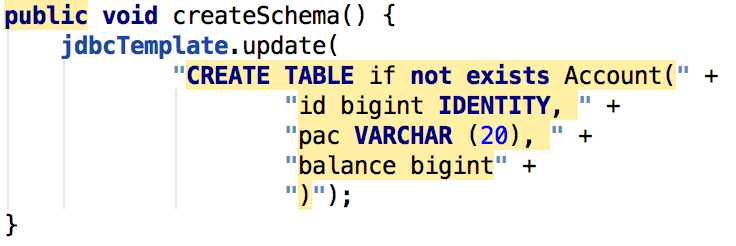 public void createSchema() {
jdbcTemplate.update(
"CREATE TABLE if not exists Account(" +
"id bigint IDENTITY, " +
"pac VARCHAR (20), " +
"balance bigint" +
")");
}